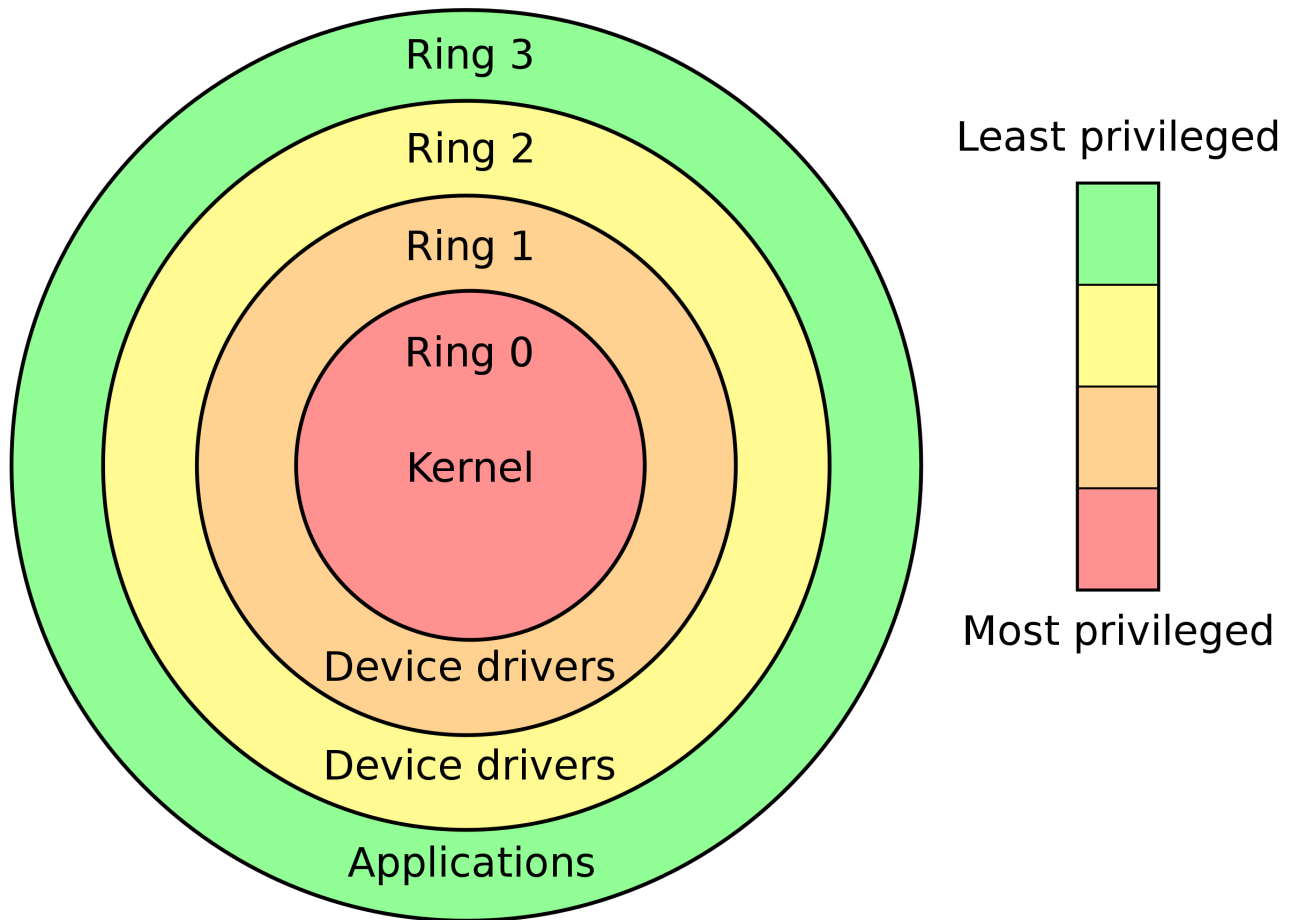 Ring 3
Ring 2
Ring 1
Ring 0
Kernel
Device drivers
Device drivers
Applications
Least privileged
Most privileged